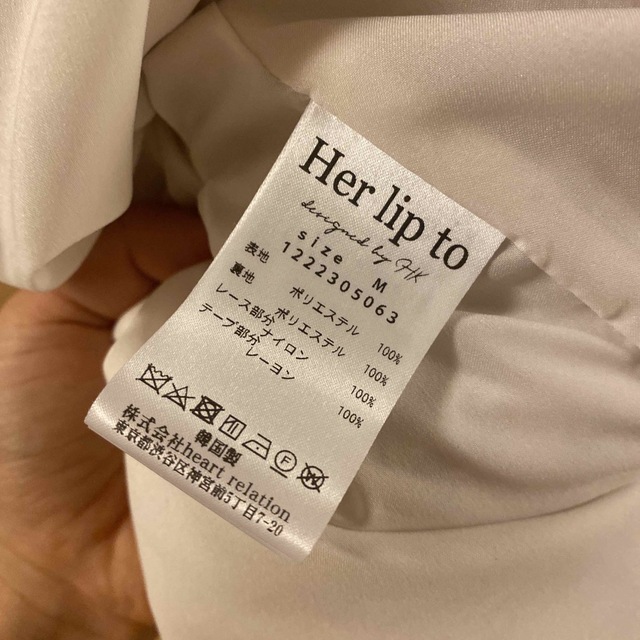 Her lip to
designed by HK
size M
1222305063
表地 ポリエステル 100%
裏地 ポリエステル 100%
レース部分 ナイロン 100%
テープ部分 レーヨン 100%
韓国製
株式会社heart relation
東京都渋谷区神宮前5丁目7-20